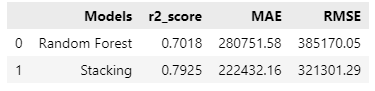 Models r2_score MAE RMSE
0 Random Forest 0.7018 280751.58 385170.05
1 Stacking 0.7925 222432.16 321301.29